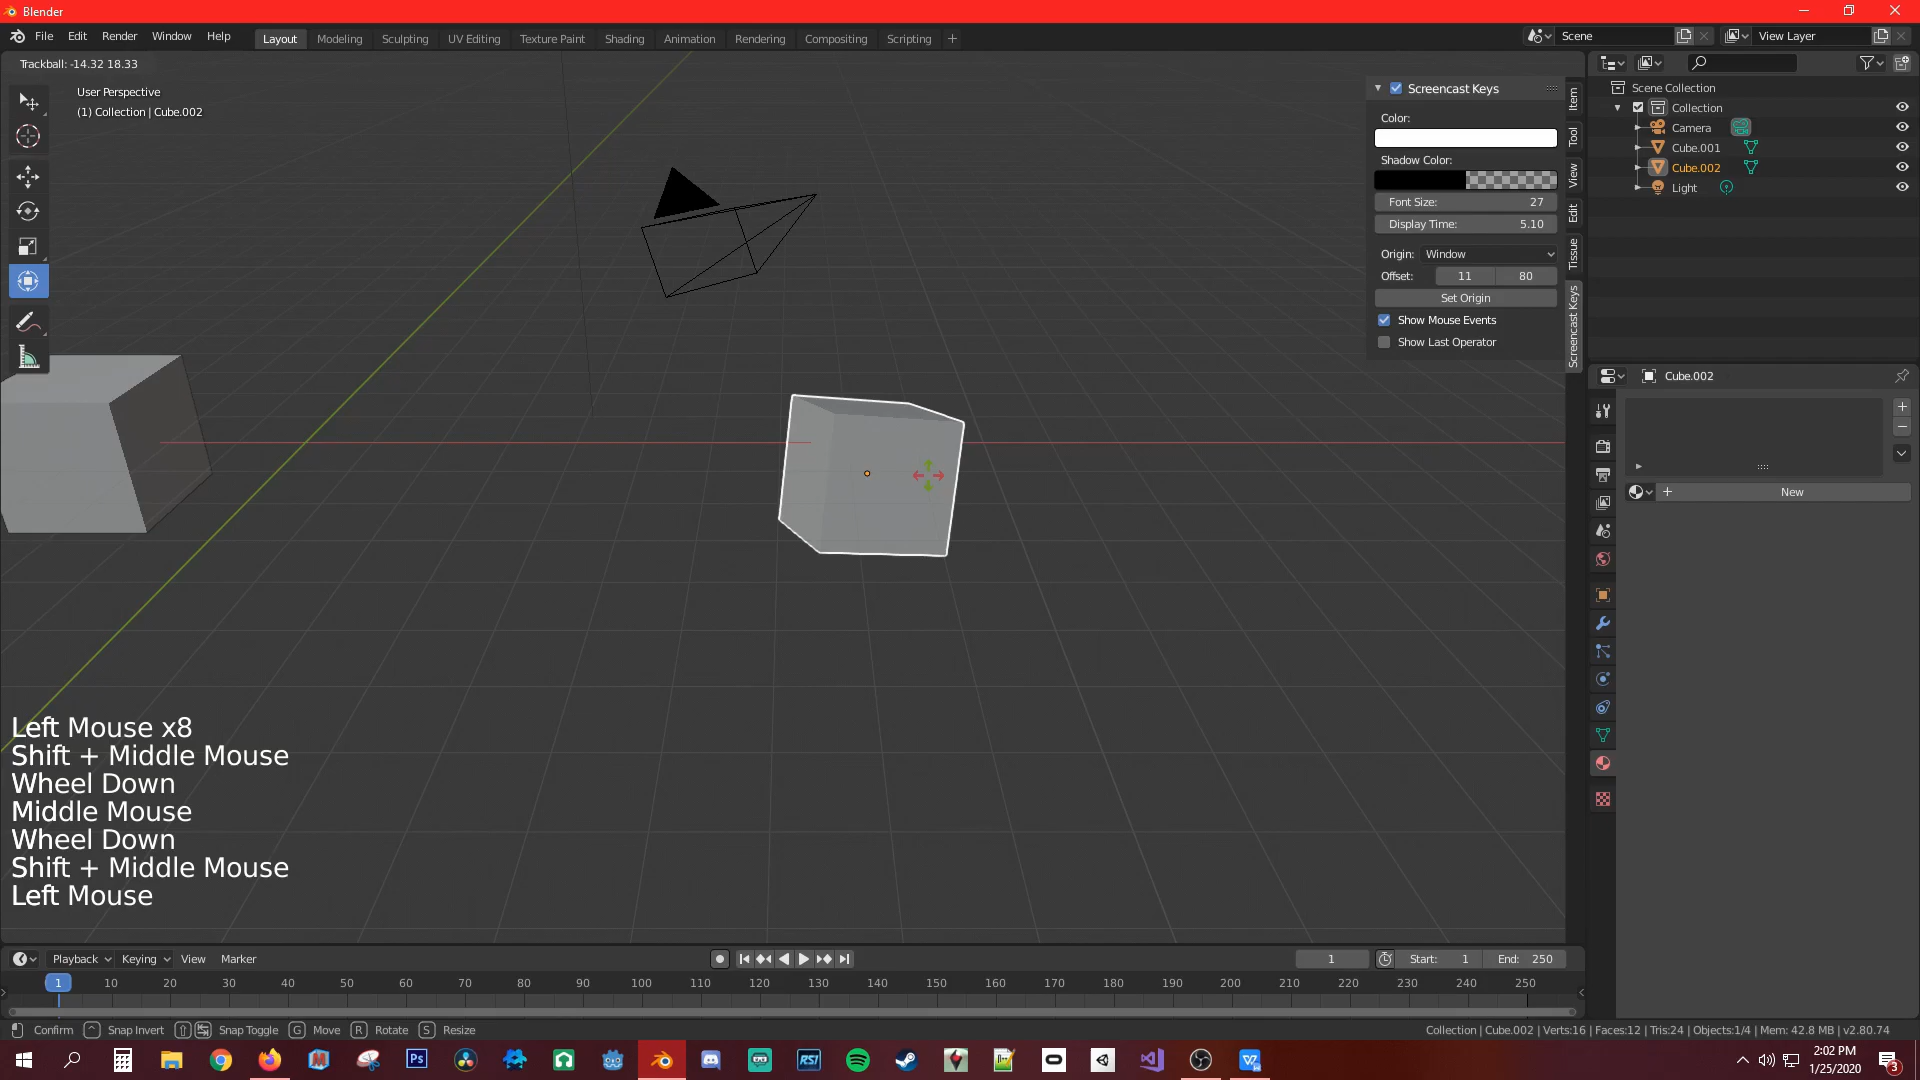 Blender
File Edit Render Window Help
Layout Modeling Sculpting UV Editing Texture Paint Shading Animation Rendering Compositing Scripting +
Scene
View Layer
Trackball: -14.32 18.33
User Perspective
(1) Collection | Cube.002
Screencast Keys
Color:
Shadow Color:
Font Size: 27
Display Time: 5.10
Origin: Window
Offset: 11 80
Set Origin
Show Mouse Events
Show Last Operator
Item
Tool
View
Edit
Tissue
Screencast Keys
Scene Collection
Collection
Camera
Cube.001
Cube.002
Light
Cube.002
New
Left Mouse x8
Shift + Middle Mouse
Wheel Down
Middle Mouse
Wheel Down
Shift + Middle Mouse
Left Mouse
Playback Keying View Marker
1 Start: 1 End: 250
1 10 20 30 40 50 60 70 80 90 100 110 120 130 140 150 160 170 180 190 200 210 220 230 240 250
Confirm Snap Invert Snap Toggle G Move R Rotate S Resize
Collection | Cube.002 | Verts:16 | Faces:12 | Tris:24 | Objects:1/4 | Mem: 42.8 MB | v2.80.74
Ps
RSI
2:02 PM
1/25/2020
3